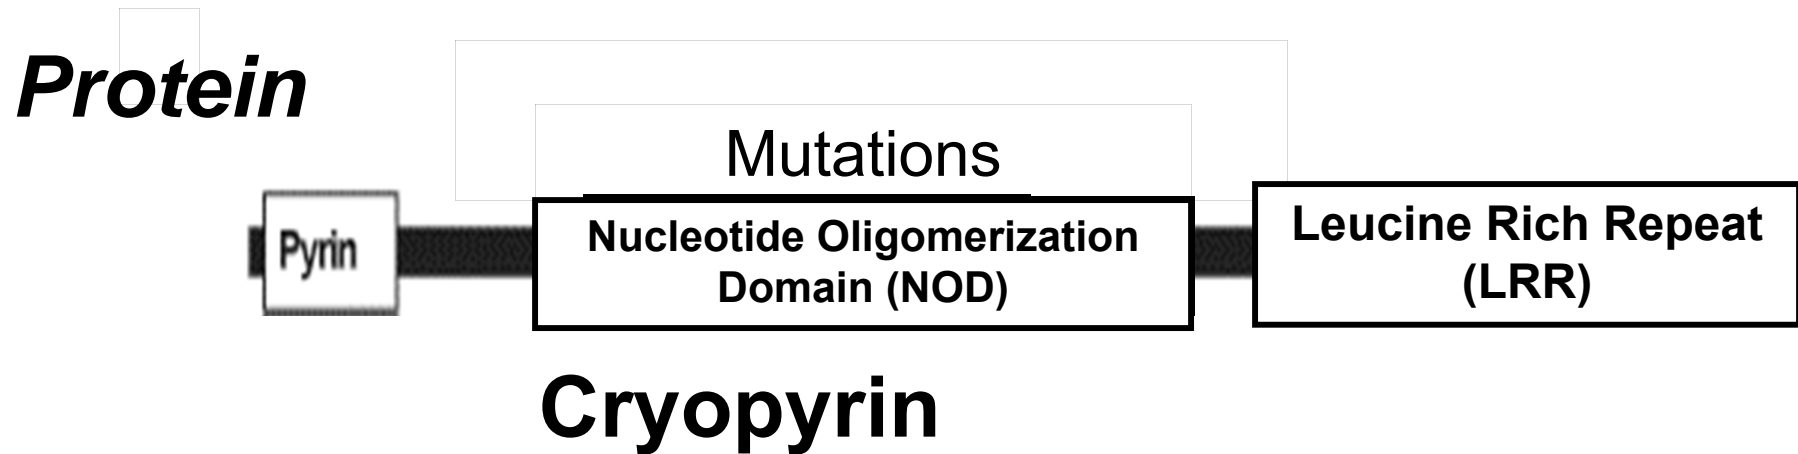 Protein
Mutations
Pyrin
Nucleotide Oligomerization
Domain (NOD)
Leucine Rich Repeat
(LRR)
Cryopyrin